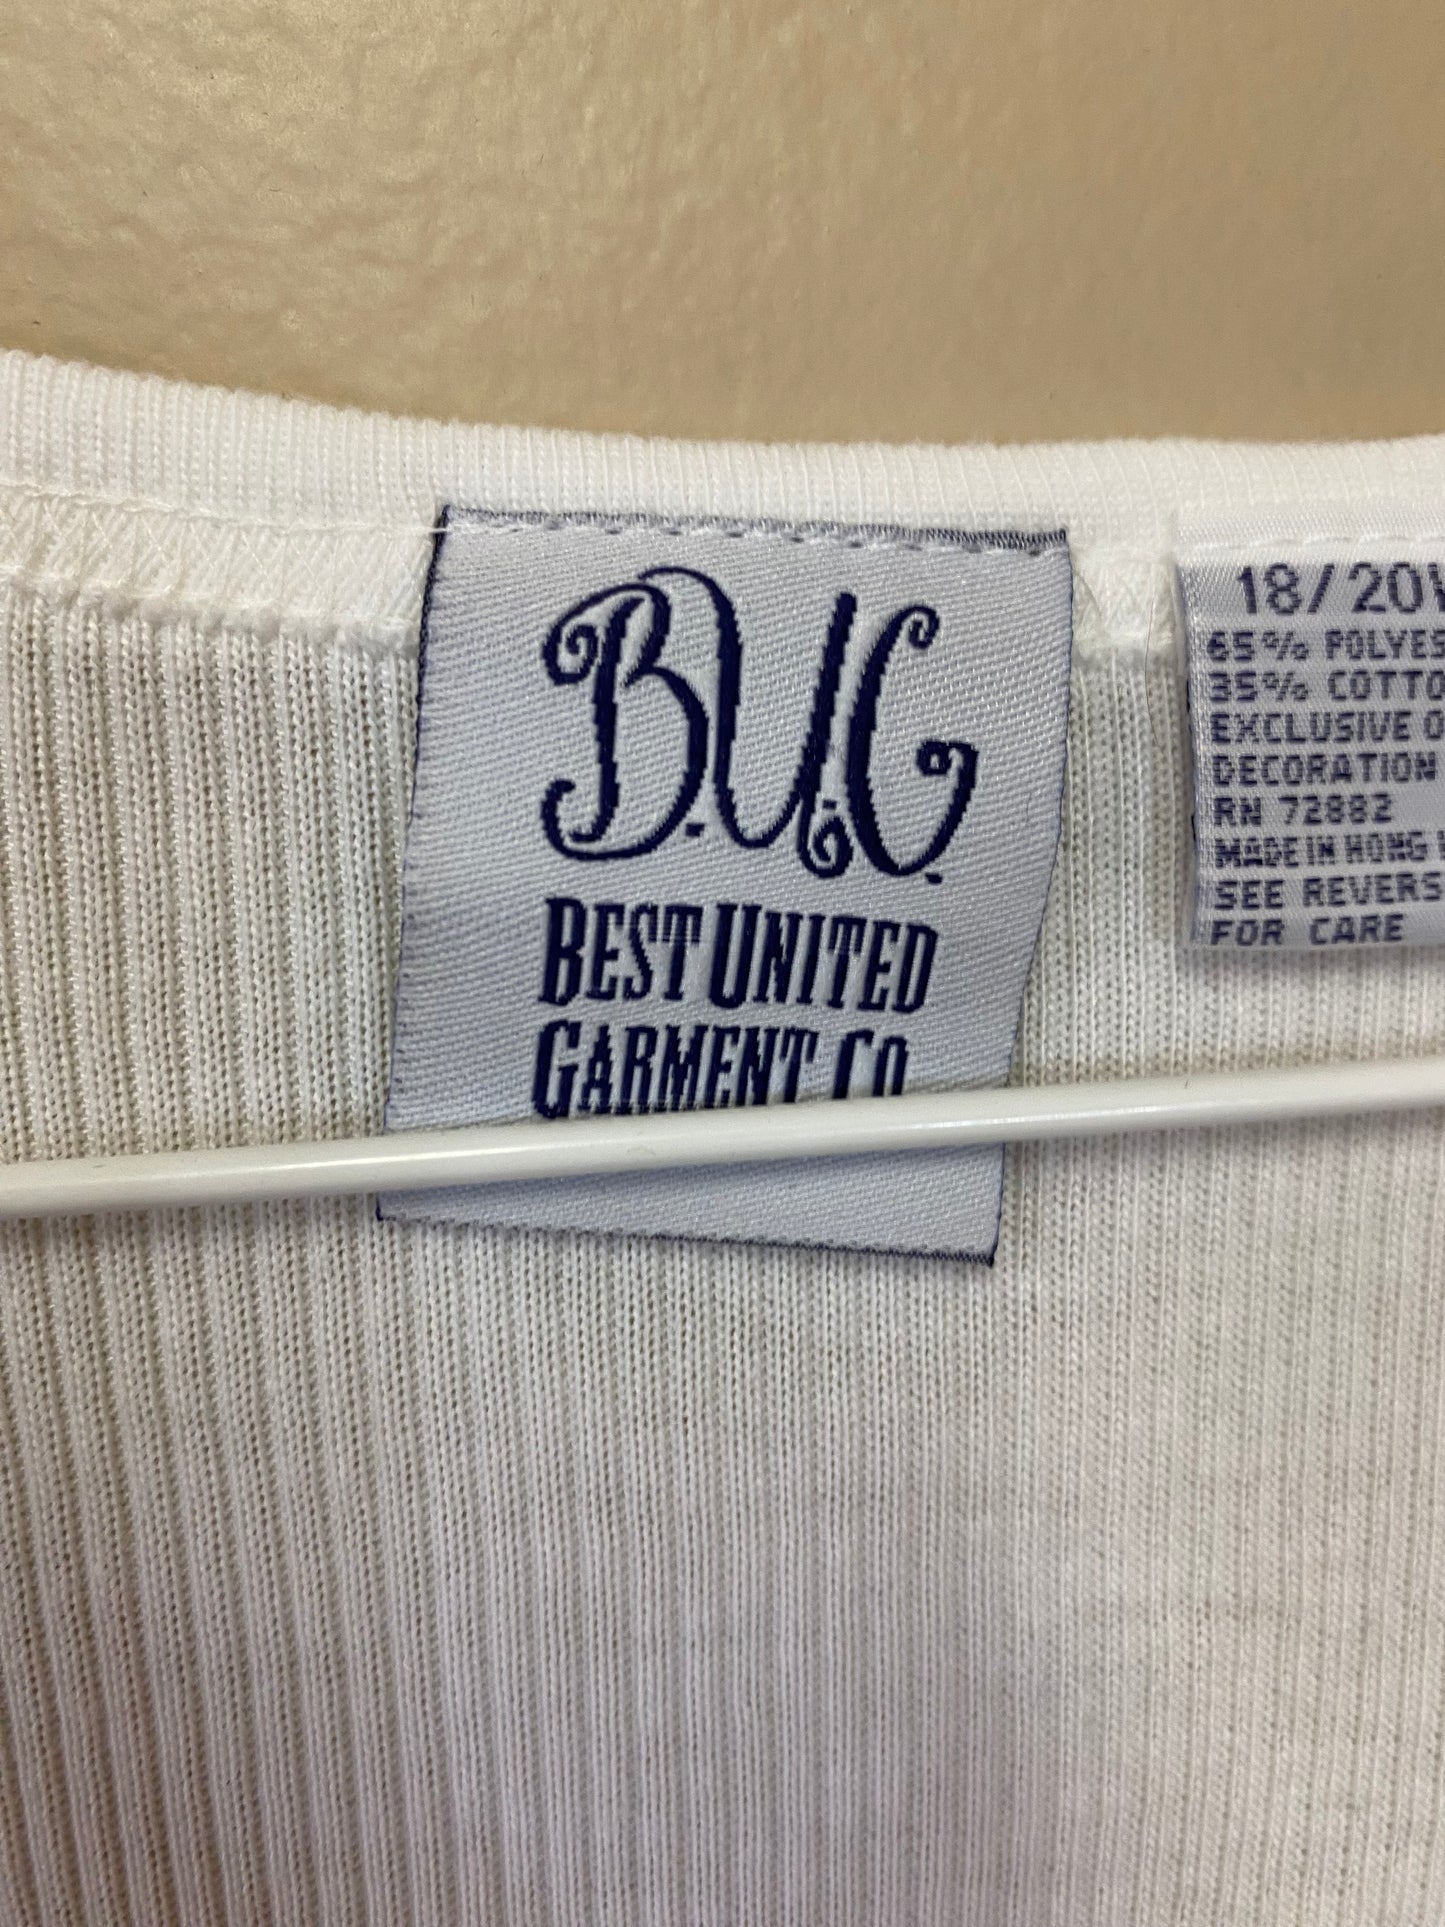 B.U.G.
BEST UNITED
GARMENT CO.
18/20W
65% POLYES
35% COTTO
EXCLUSIVE O
DECORATION
RN 72882
MADE IN HONG
SEE REVERS
FOR CARE